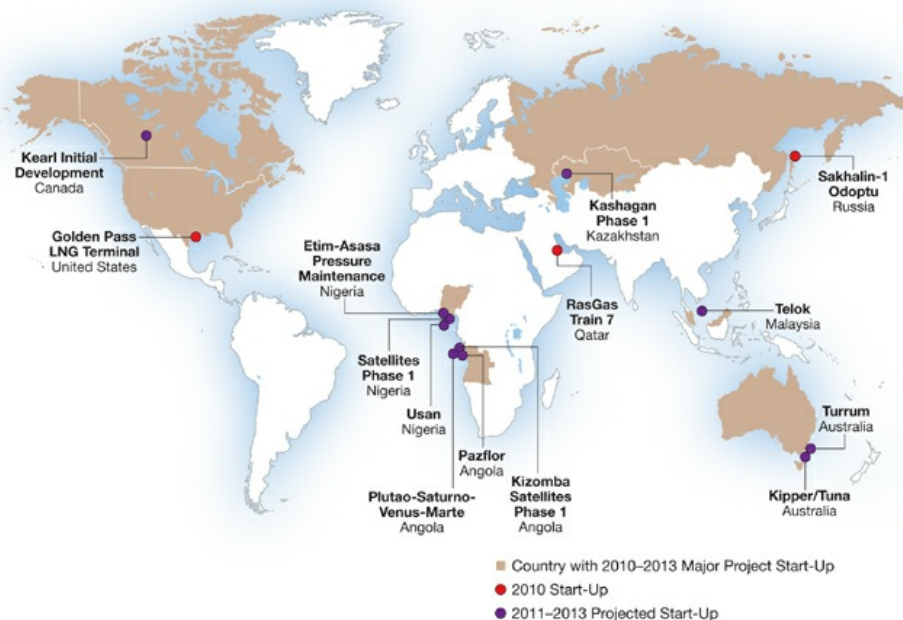 Kearl Initial
Development
Canada
Golden Pass
LNG Terminal
United States
Etim-Asasa
Pressure
Maintenance
Nigeria
Satellites
Phase 1
Nigeria
Usan
Nigeria
Plutao-Saturno-
Venus-Marte
Angola
Pazflor
Angola
Kizomba
Satellites
Phase 1
Angola
RasGas
Train 7
Qatar
Kashagan
Phase 1
Kazakhstan
Sakhalin-1
Odoptu
Russia
Telok
Malaysia
Turrum
Australia
Kipper/Tuna
Australia
Country with 2010–2013 Major Project Start-Up
2010 Start-Up
2011–2013 Projected Start-Up